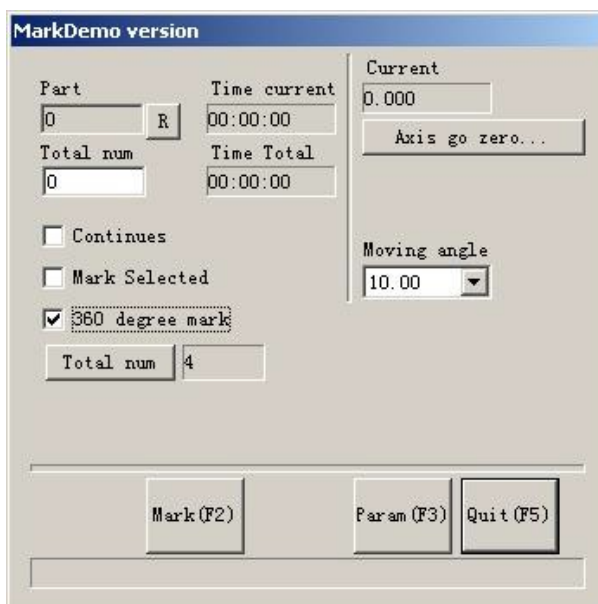 MarkDemo version
Part
0
R
Time current
00:00:00
Total num
0
Time Total
00:00:00
Current
0.000
Axis go zero...
Moving angle
10.00
Continues
Mark Selected
360 degree mark
Total num
4
Mark(F2)
Param(F3)
Quit(F5)